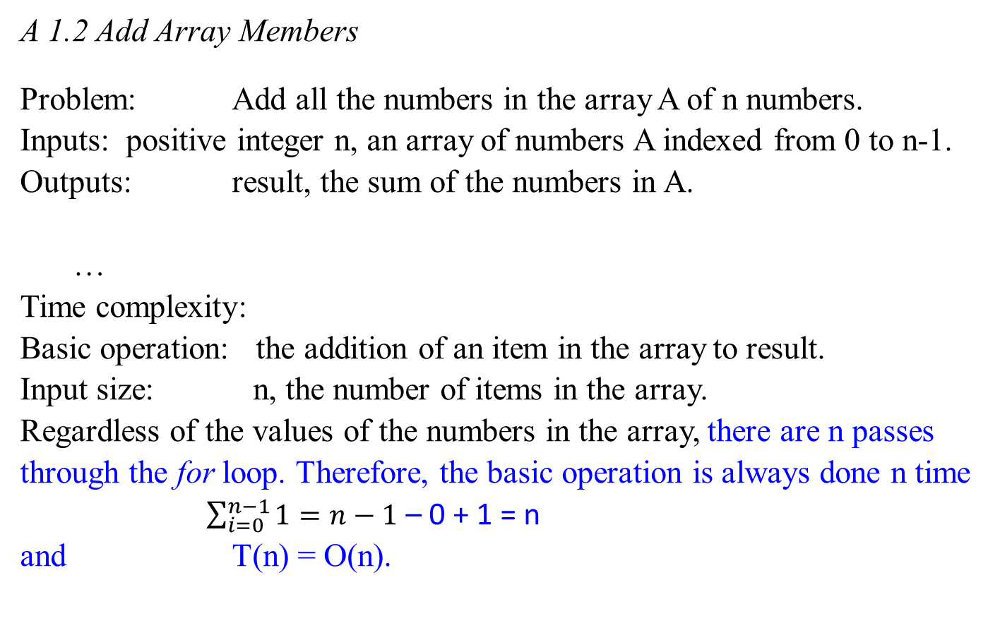 A 1.2 Add Array Members
Problem: Add all the numbers in the array A of n numbers.
Inputs: positive integer n, an array of numbers A indexed from 0 to n-1.
Outputs: result, the sum of the numbers in A.
…
Time complexity:
Basic operation: the addition of an item in the array to result.
Input size: n, the number of items in the array.
Regardless of the values of the numbers in the array, there are n passes
through the for loop. Therefore, the basic operation is always done n time
∑_{i=0}^{n−1} 1 = n − 1 – 0 + 1 = n
and T(n) = O(n).